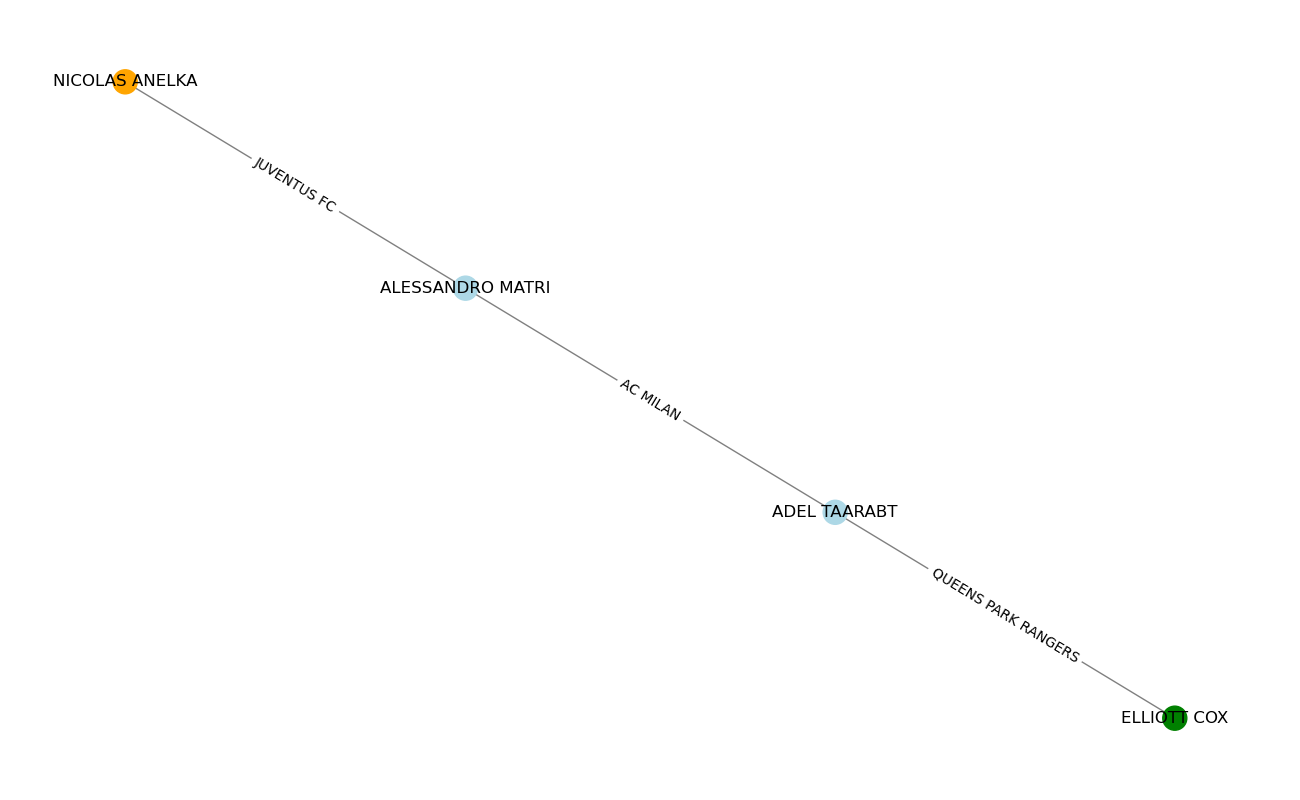 NICOLAS ANELKA
JUVENTUS FC
ALESSANDRO MATRI
AC MILAN
ADEL TAARABT
QUEENS PARK RANGERS
ELLIOTT COX